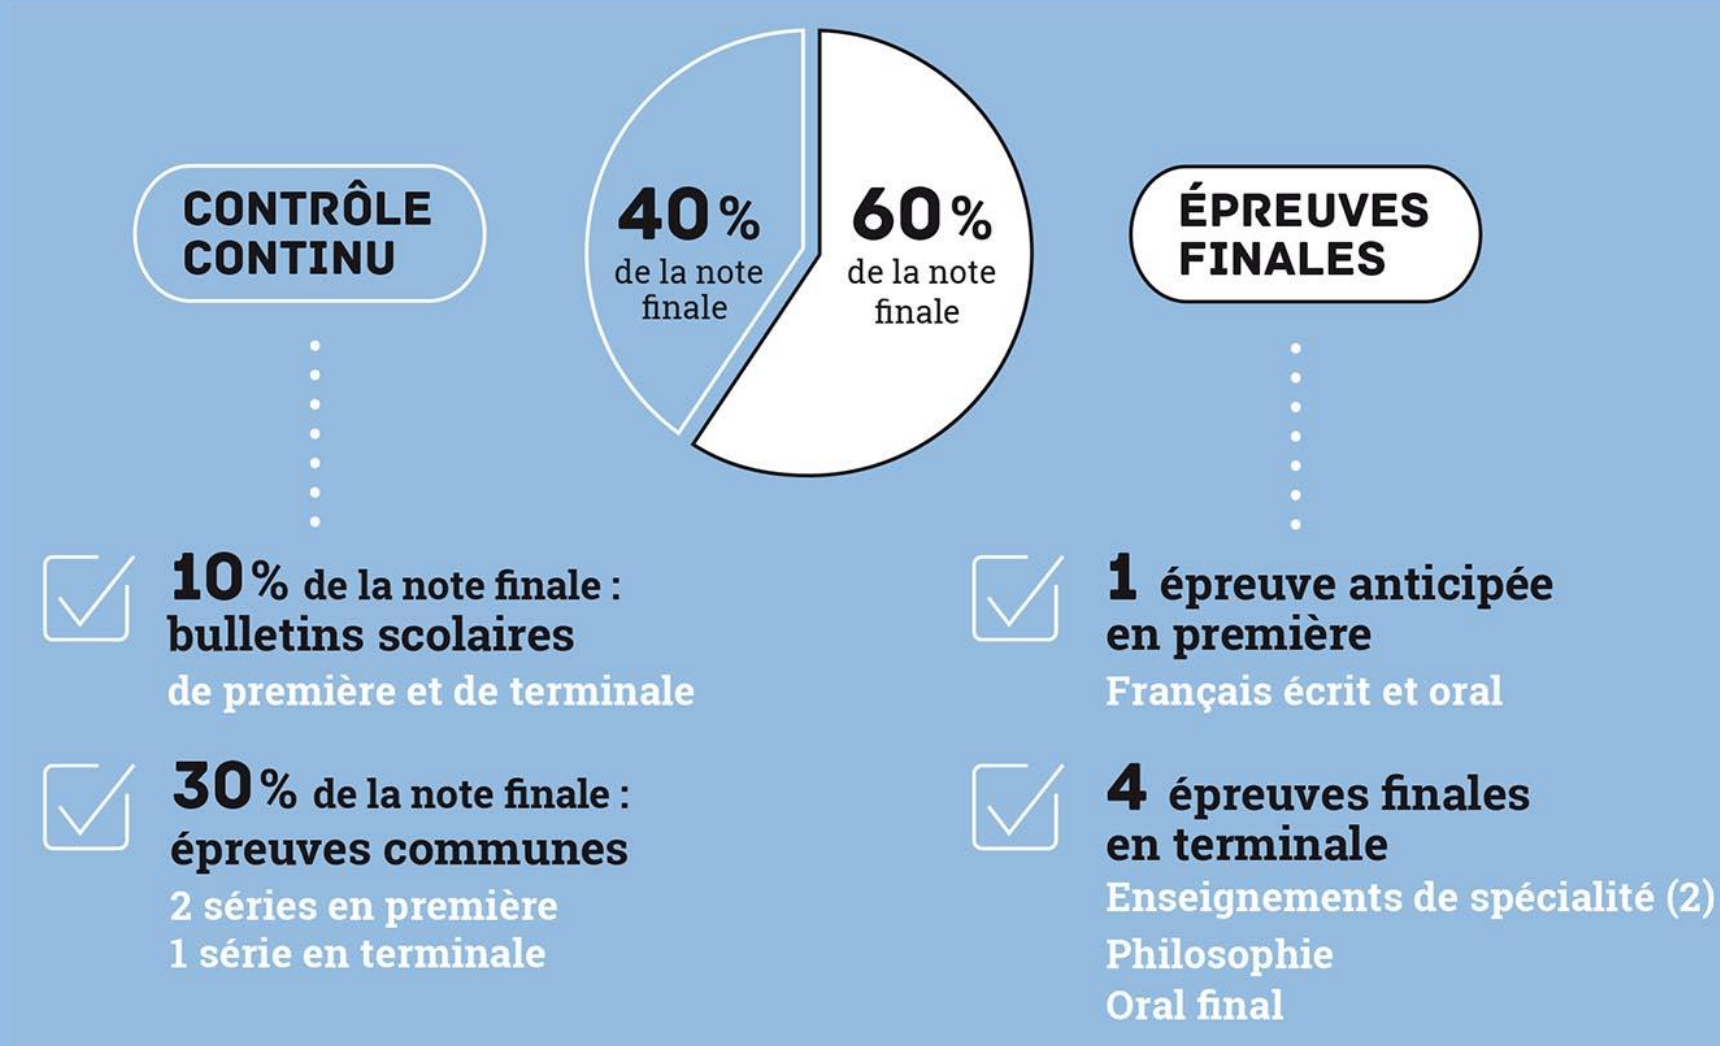 CONTRÔLE
CONTINU
40 %
de la note
finale
60 %
de la note
finale
ÉPREUVES
FINALES
10 % de la note finale :
bulletins scolaires
de première et de terminale
30 % de la note finale :
épreuves communes
2 séries en première
1 série en terminale
1 épreuve anticipée
en première
Français écrit et oral
4 épreuves finales
en terminale
Enseignements de spécialité (2)
Philosophie
Oral final